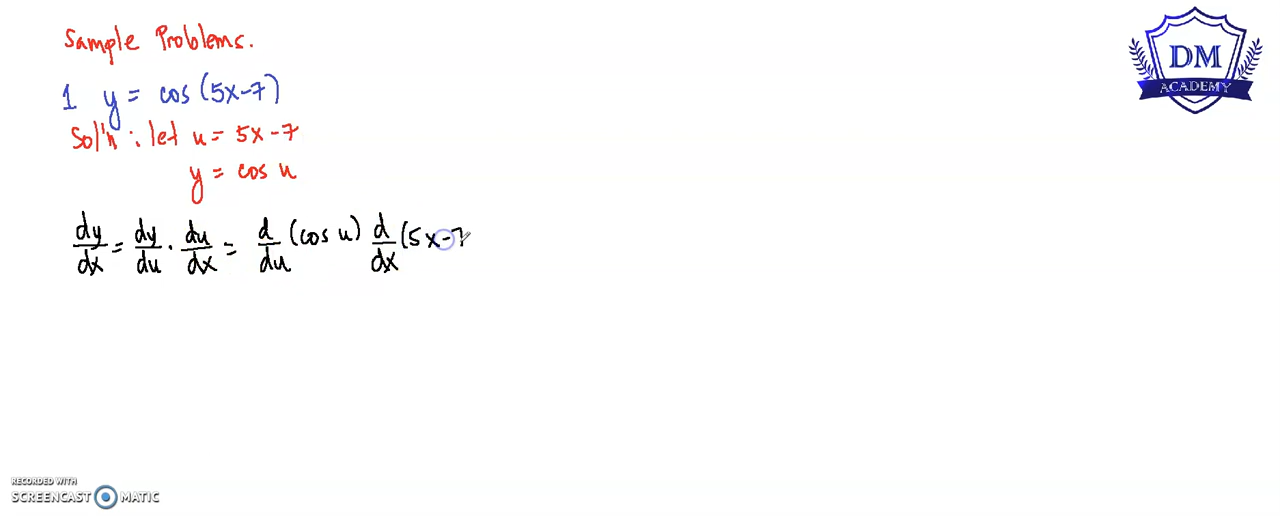 Sample Problems.
DM
ACADEMY
1 y = cos (5x-7)
Sol'n : let u = 5x-7
y = cos u
dy/dx = dy/du · du/dx = d/du (cos u) d/dx (5x-7
RECORDED WITH
SCREENCAST MATIC